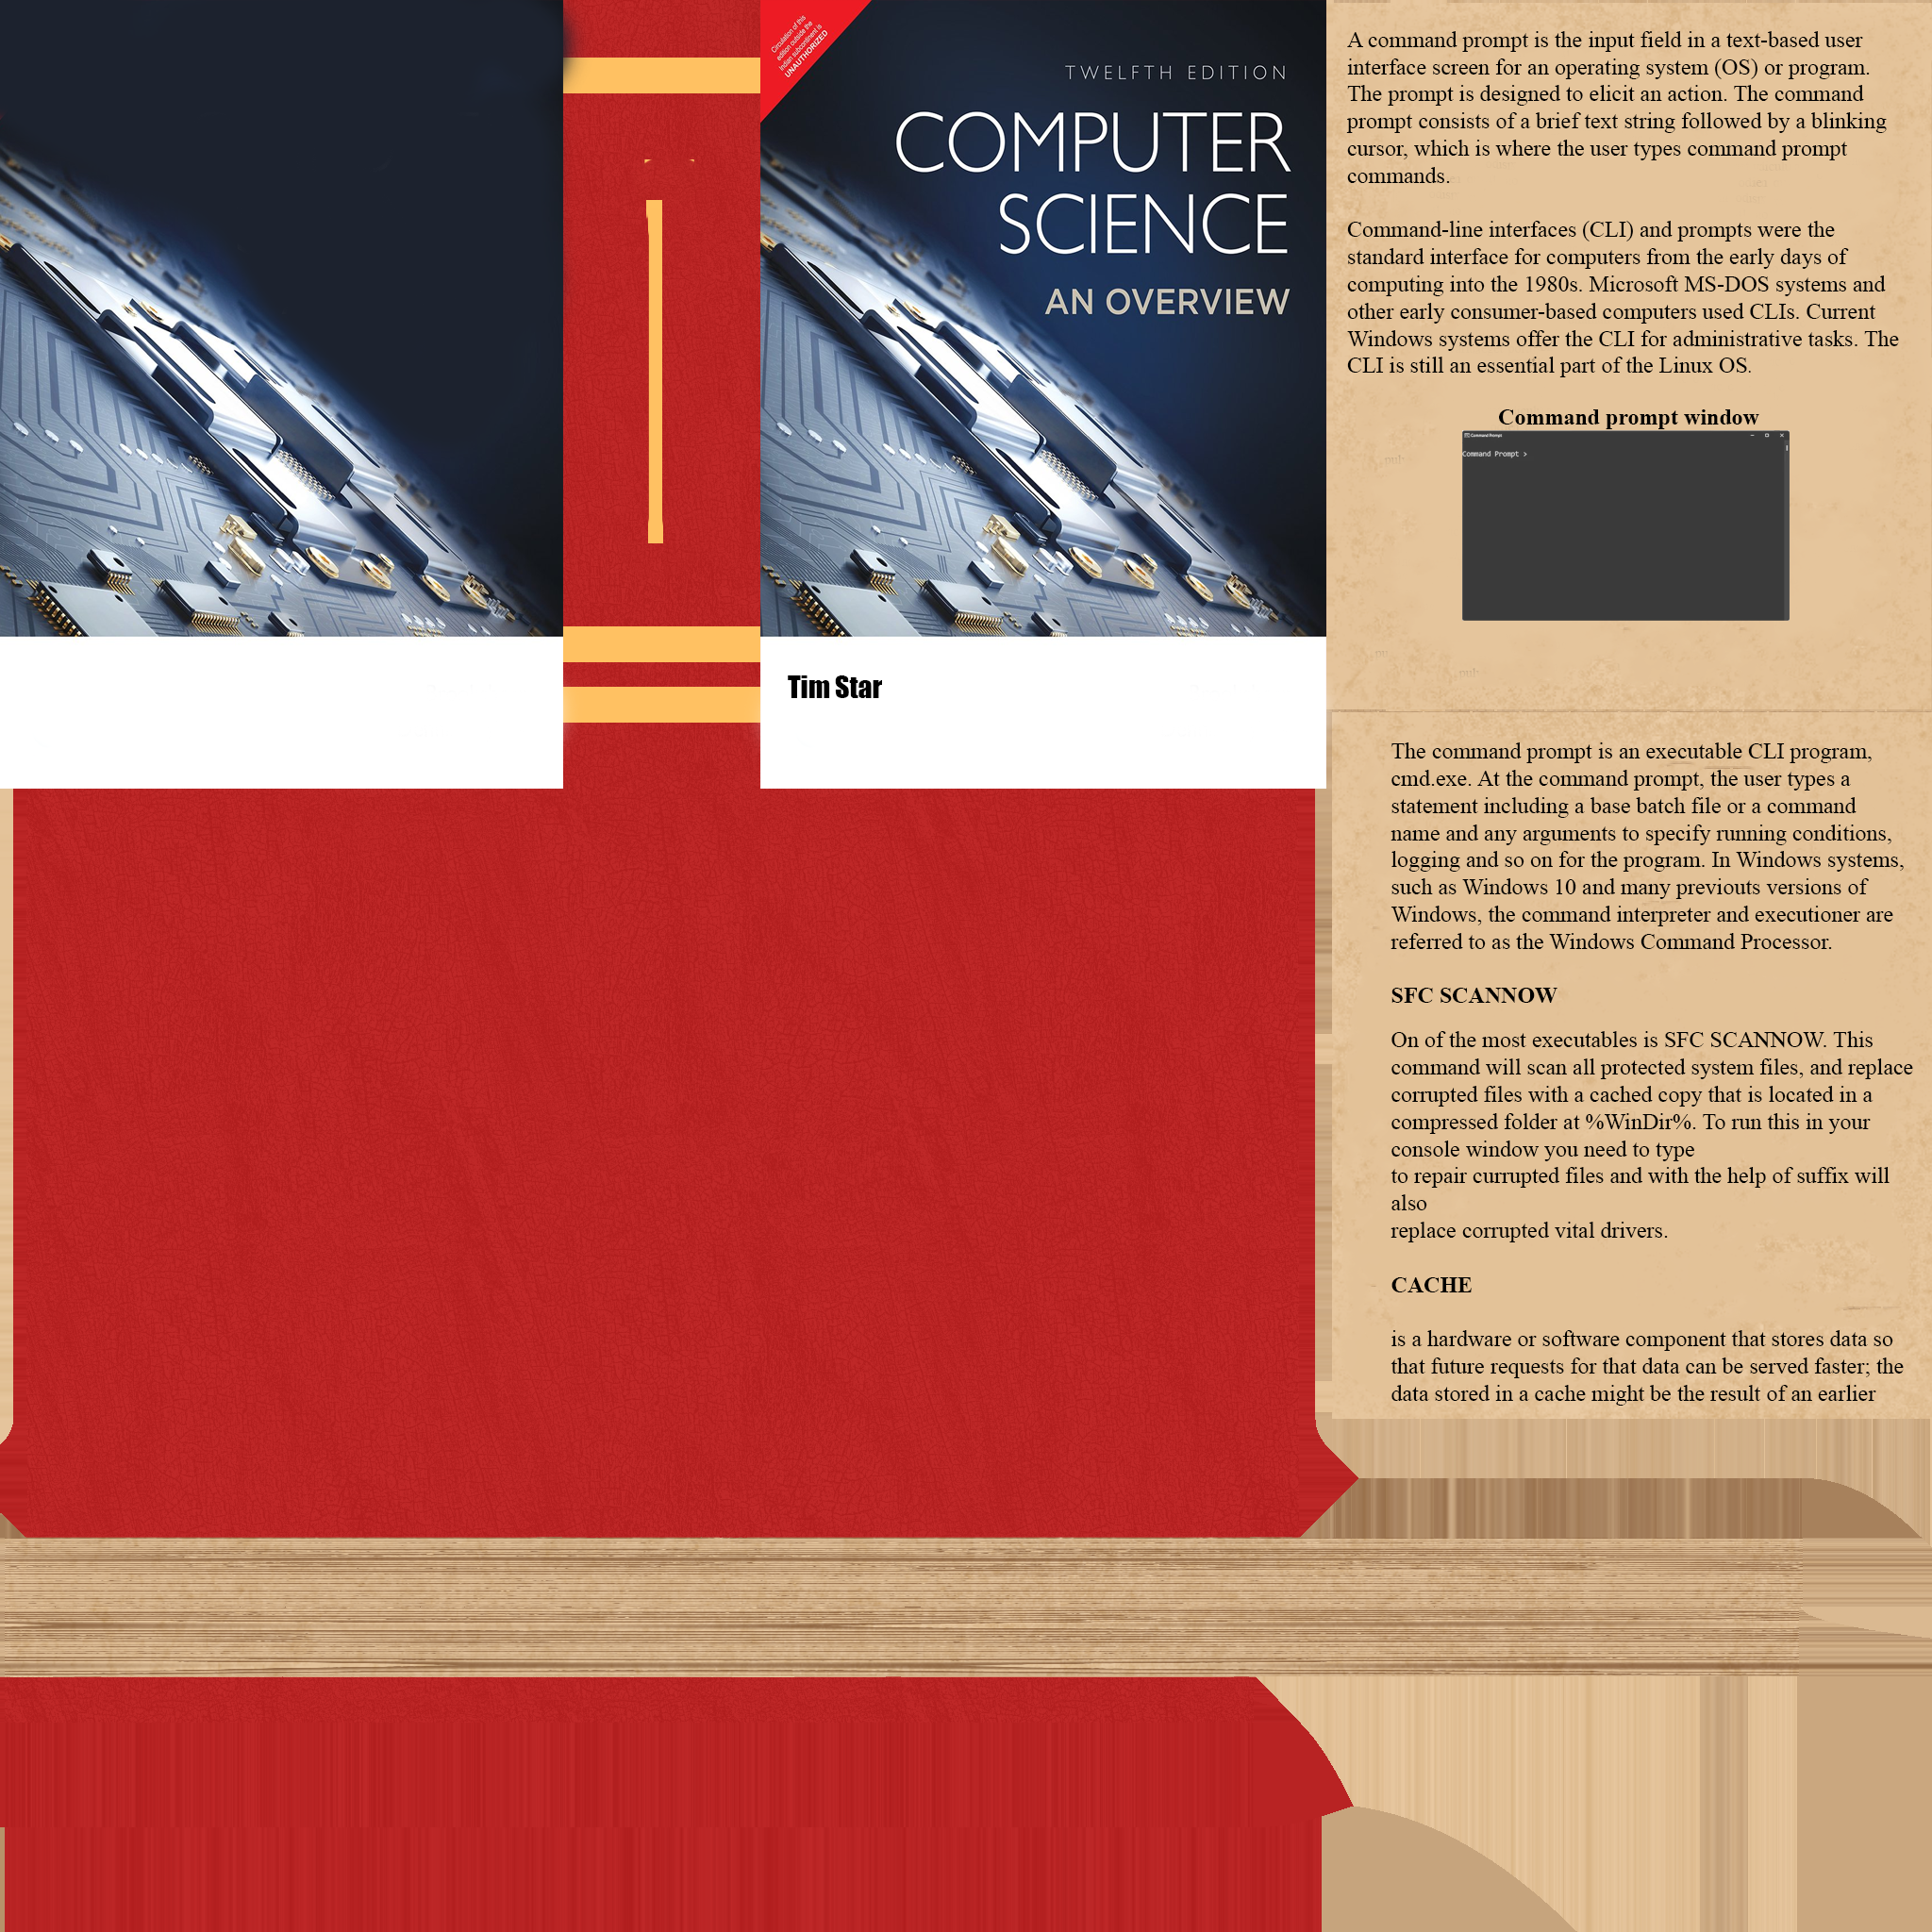 Circulation of this
edition outside the
Indian subcontinent is
UNAUTHORIZED
TWELFTH EDITION
COMPUTER
SCIENCE
AN OVERVIEW
Tim Star
A command prompt is the input field in a text-based user
interface screen for an operating system (OS) or program.
The prompt is designed to elicit an action. The command
prompt consists of a brief text string followed by a blinking
cursor, which is where the user types command prompt
commands.
Command-line interfaces (CLI) and prompts were the
standard interface for computers from the early days of
computing into the 1980s. Microsoft MS-DOS systems and
other early consumer-based computers used CLIs. Current
Windows systems offer the CLI for administrative tasks. The
CLI is still an essential part of the Linux OS.
Command prompt window
Command Prompt
Command Prompt >
The command prompt is an executable CLI program,
cmd.exe. At the command prompt, the user types a
statement including a base batch file or a command
name and any arguments to specify running conditions,
logging and so on for the program. In Windows systems,
such as Windows 10 and many previouts versions of
Windows, the command interpreter and executioner are
referred to as the Windows Command Processor.
SFC SCANNOW
On of the most executables is SFC SCANNOW. This
command will scan all protected system files, and replace
corrupted files with a cached copy that is located in a
compressed folder at %WinDir%. To run this in your
console window you need to type
to repair currupted files and with the help of suffix will
also
replace corrupted vital drivers.
CACHE
is a hardware or software component that stores data so
that future requests for that data can be served faster; the
data stored in a cache might be the result of an earlier